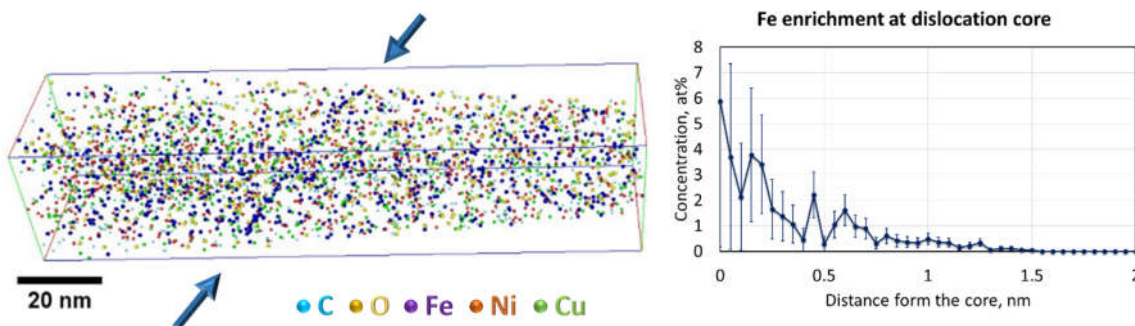 20 nm
C O Fe Ni Cu
Fe enrichment at dislocation core
Concentration, at%
8
7
6
5
4
3
2
1
0
0 0.5 1 1.5 2
Distance form the core, nm